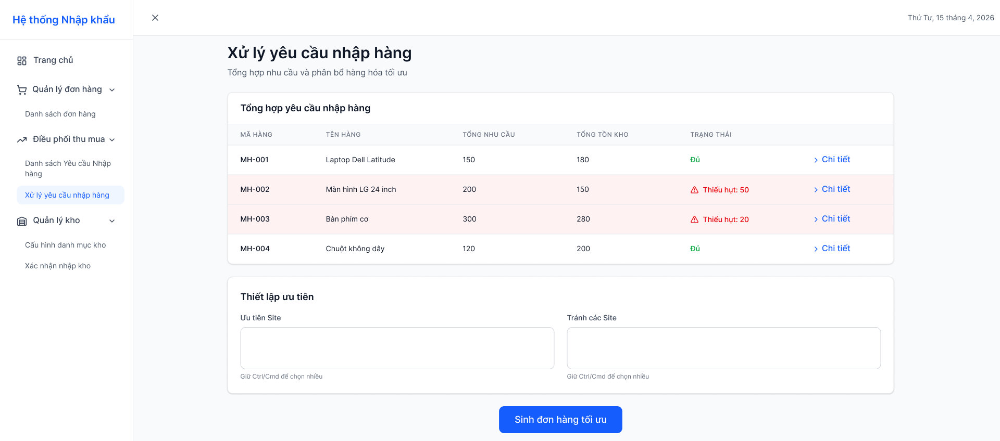 Hệ thống Nhập khẩu
Thứ Tư, 15 tháng 4, 2026
Trang chủ
Quản lý đơn hàng
Danh sách đơn hàng
Điều phối thu mua
Danh sách Yêu cầu Nhập
hàng
Xử lý yêu cầu nhập hàng
Quản lý kho
Cấu hình danh mục kho
Xác nhận nhập kho
Xử lý yêu cầu nhập hàng
Tổng hợp nhu cầu và phân bổ hàng hóa tối ưu
Tổng hợp yêu cầu nhập hàng
MÃ HÀNG TÊN HÀNG TỔNG NHU CẦU TỔNG TỒN KHO TRẠNG THÁI
MH-001 Laptop Dell Latitude 150 180 Đủ Chi tiết
MH-002 Màn hình LG 24 inch 200 150 Thiếu hụt: 50 Chi tiết
MH-003 Bàn phím cơ 300 280 Thiếu hụt: 20 Chi tiết
MH-004 Chuột không dây 120 200 Đủ Chi tiết
Thiết lập ưu tiên
Ưu tiên Site Tránh các Site
Giữ Ctrl/Cmd để chọn nhiều Giữ Ctrl/Cmd để chọn nhiều
Sinh đơn hàng tối ưu